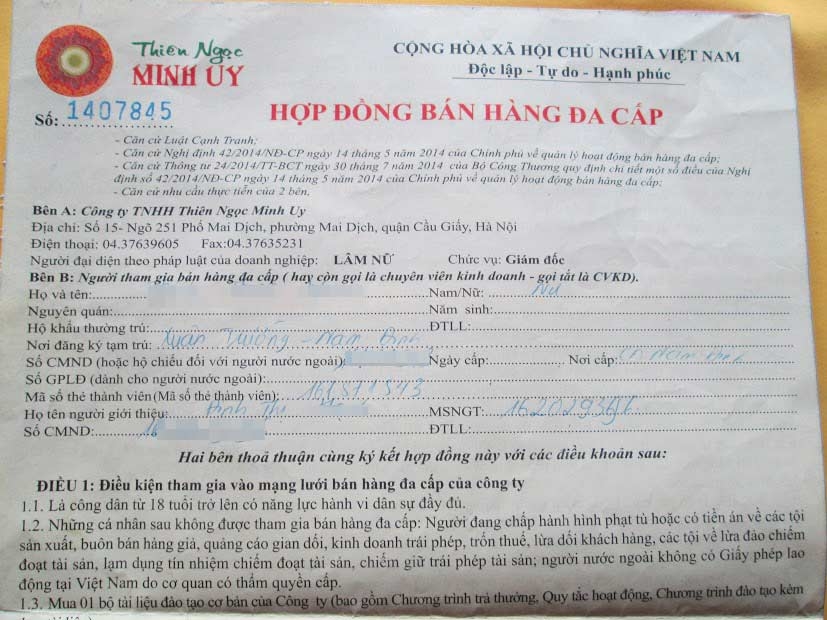 Thiên Ngọc
MINH UY
CỘNG HÒA XÃ HỘI CHỦ NGHĨA VIỆT NAM
Độc lập - Tự do - Hạnh phúc
Số: 1407845
HỢP ĐỒNG BÁN HÀNG ĐA CẤP
- Căn cứ Luật Cạnh Tranh;
- Căn cứ Nghị định 42/2014/NĐ-CP ngày 14 tháng 5 năm 2014 của Chính phủ về quản lý hoạt động bán hàng đa cấp;
- Căn cứ Thông tư 24/2014/TT-BCT ngày 30 tháng 7 năm 2014 của Bộ Công Thương quy định chi tiết một số điều của Nghị
định số 42/2014/NĐ-CP ngày 14 tháng 5 năm 2014 của Chính phủ về quản lý hoạt động bán hàng đa cấp;
- Căn cứ nhu cầu thực tiễn của 2 bên.
Bên A: Công ty TNHH Thiên Ngọc Minh Uy
Địa chỉ: Số 15- Ngõ 251 Phố Mai Dịch, phường Mai Dịch, quận Cầu Giấy, Hà Nội
Điện thoại: 04.37639605 Fax:04.37635231
Người đại diện theo pháp luật của doanh nghiệp: LÂM NỮ Chức vụ: Giám đốc
Bên B: Người tham gia bán hàng đa cấp ( hay còn gọi là chuyên viên kinh doanh - gọi tắt là CVKD).
Họ và tên: Nam/Nữ: Nữ
Nguyên quán: Năm sinh:
Hộ khẩu thường trú: ĐTLL:
Nơi đăng ký tạm trú: Xuân Trường - Nam Định
Số CMND (hoặc hộ chiếu đối với người nước ngoài): Ngày cấp: Nơi cấp: CA Nam Định
Số GPLĐ (dành cho người nước ngoài):
Mã số thẻ thành viên(Mã số thẻ thành viên):
Họ tên người giới thiệu: Đinh Thị MSNGT:
Số CMND: 16 ĐTLL:
Hai bên thoả thuận cùng ký kết hợp đồng này với các điều khoản sau:
ĐIỀU 1: Điều kiện tham gia vào mạng lưới bán hàng đa cấp của công ty
1.1. Là công dân từ 18 tuổi trở lên có năng lực hành vi dân sự đầy đủ.
1.2. Những cá nhân sau không được tham gia bán hàng đa cấp: Người đang chấp hành hình phạt tù hoặc có tiền án về các tội
sản xuất, buôn bán hàng giả, quảng cáo gian dối, kinh doanh trái phép, trốn thuế, lừa dối khách hàng, các tội về lừa đảo chiếm
đoạt tài sản, lạm dụng tín nhiệm chiếm đoạt tài sản, chiếm giữ trái phép tài sản; người nước ngoài không có Giấy phép lao
động tại Việt Nam do cơ quan có thẩm quyền cấp.
1.3. Mua 01 bộ tài liệu đào tạo cơ bản của Công ty (bao gồm Chương trình trả thưởng, Quy tắc hoạt động, Chương trình đào tạo kèm